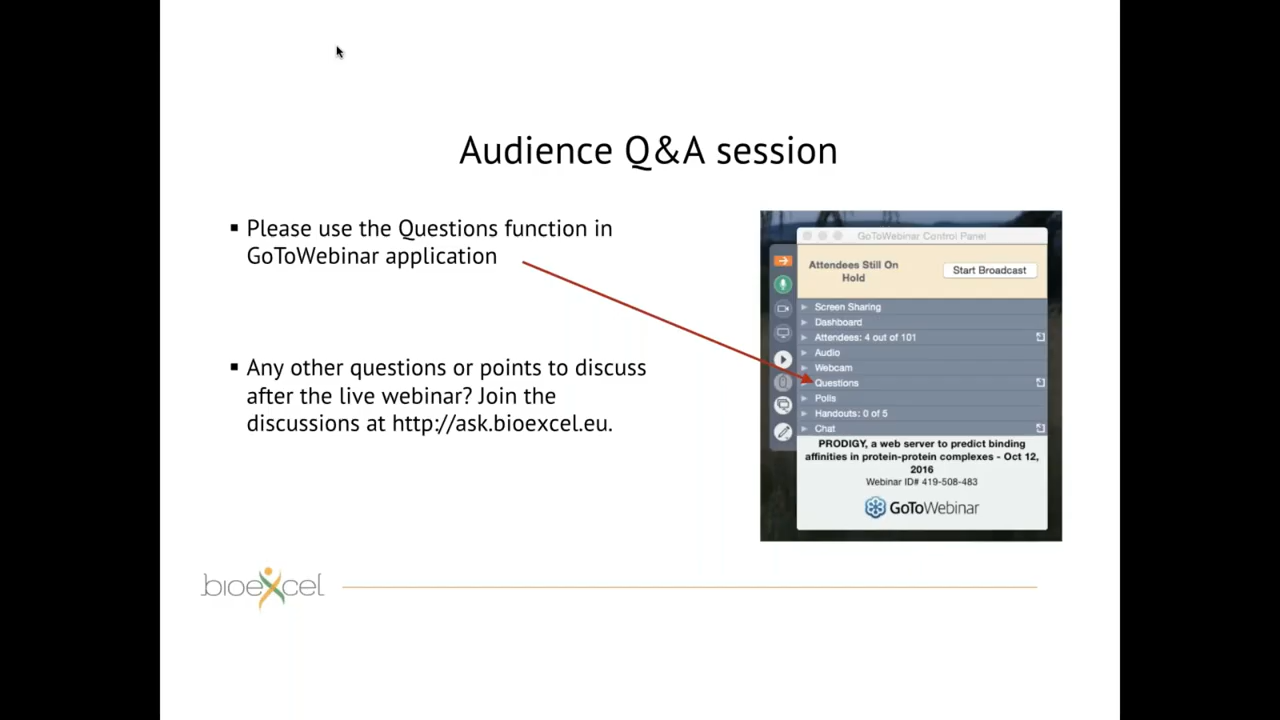 Audience Q&A session
▪ Please use the Questions function in
GoToWebinar application
▪ Any other questions or points to discuss
after the live webinar? Join the
discussions at http://ask.bioexcel.eu.
GoToWebinar Control Panel
Attendees Still On
Hold
Start Broadcast
Screen Sharing
Dashboard
Attendees: 4 out of 101
Audio
Webcam
Questions
Polls
Handouts: 0 of 5
Chat
PRODIGY, a web server to predict binding
affinities in protein-protein complexes - Oct 12,
2016
Webinar ID# 419-508-483
GoToWebinar
bioexcel